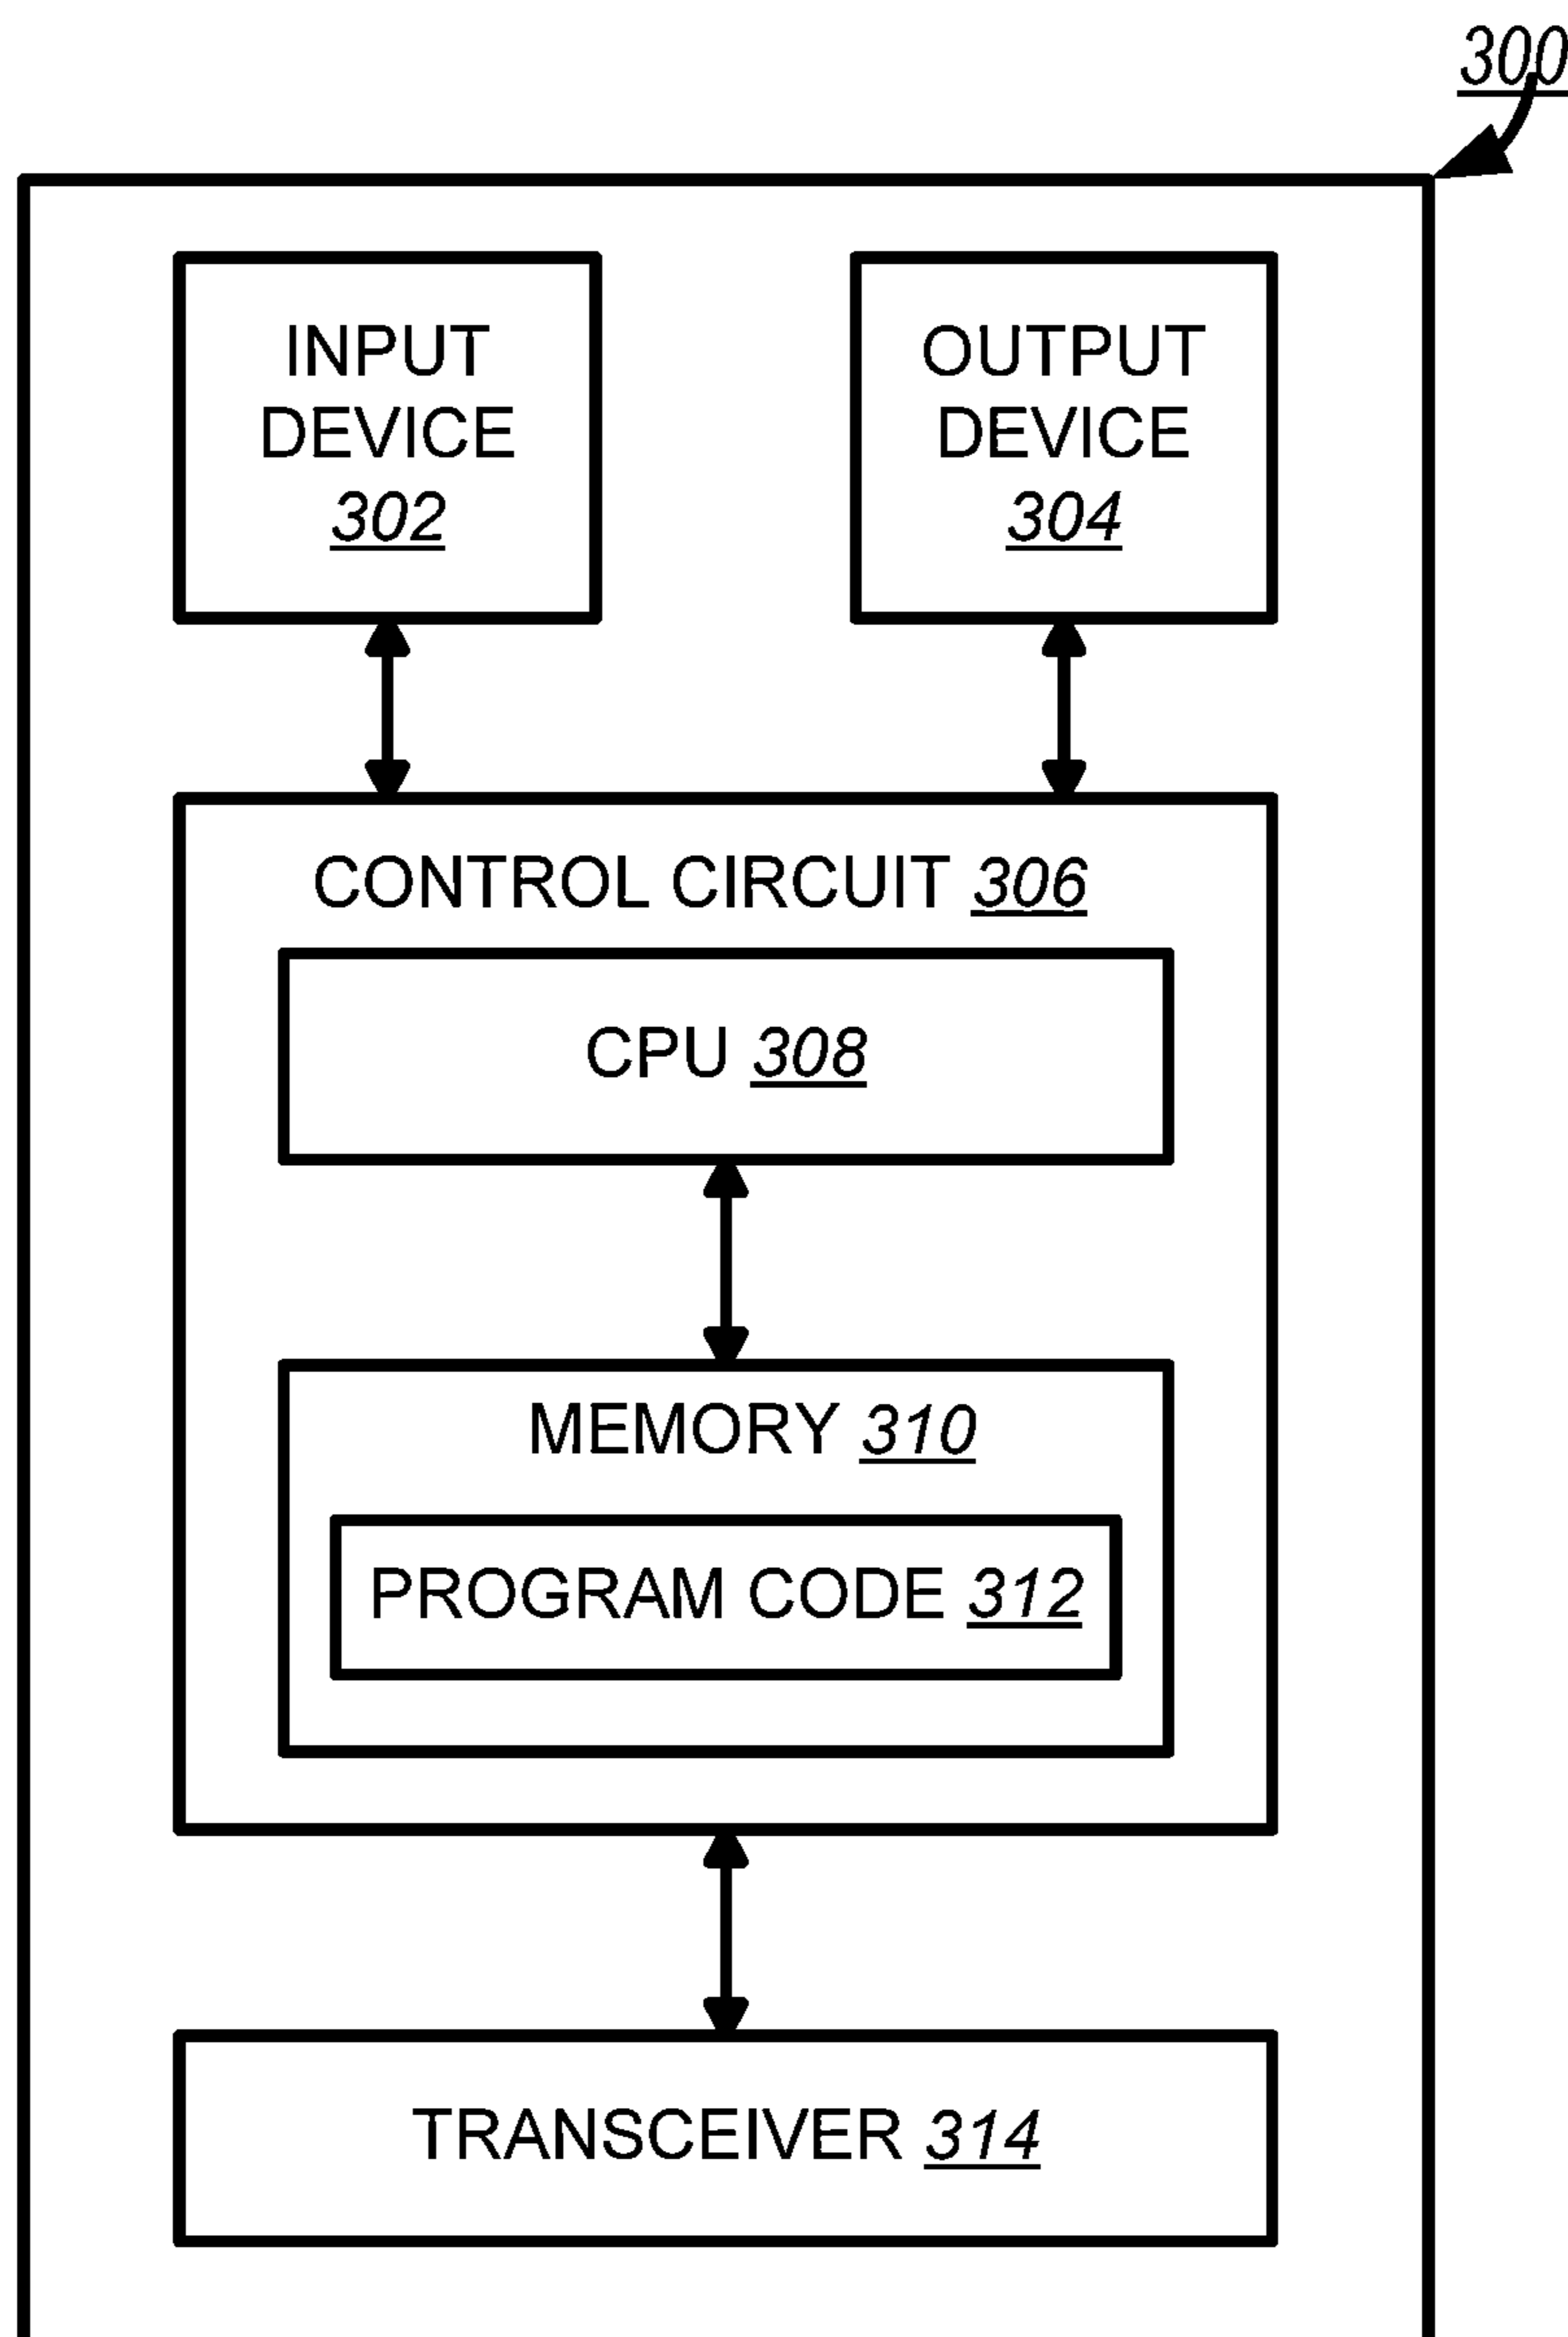 300
INPUT
DEVICE
302
OUTPUT
DEVICE
304
CONTROL CIRCUIT 306
CPU 308
MEMORY 310
PROGRAM CODE 312
TRANSCEIVER 314